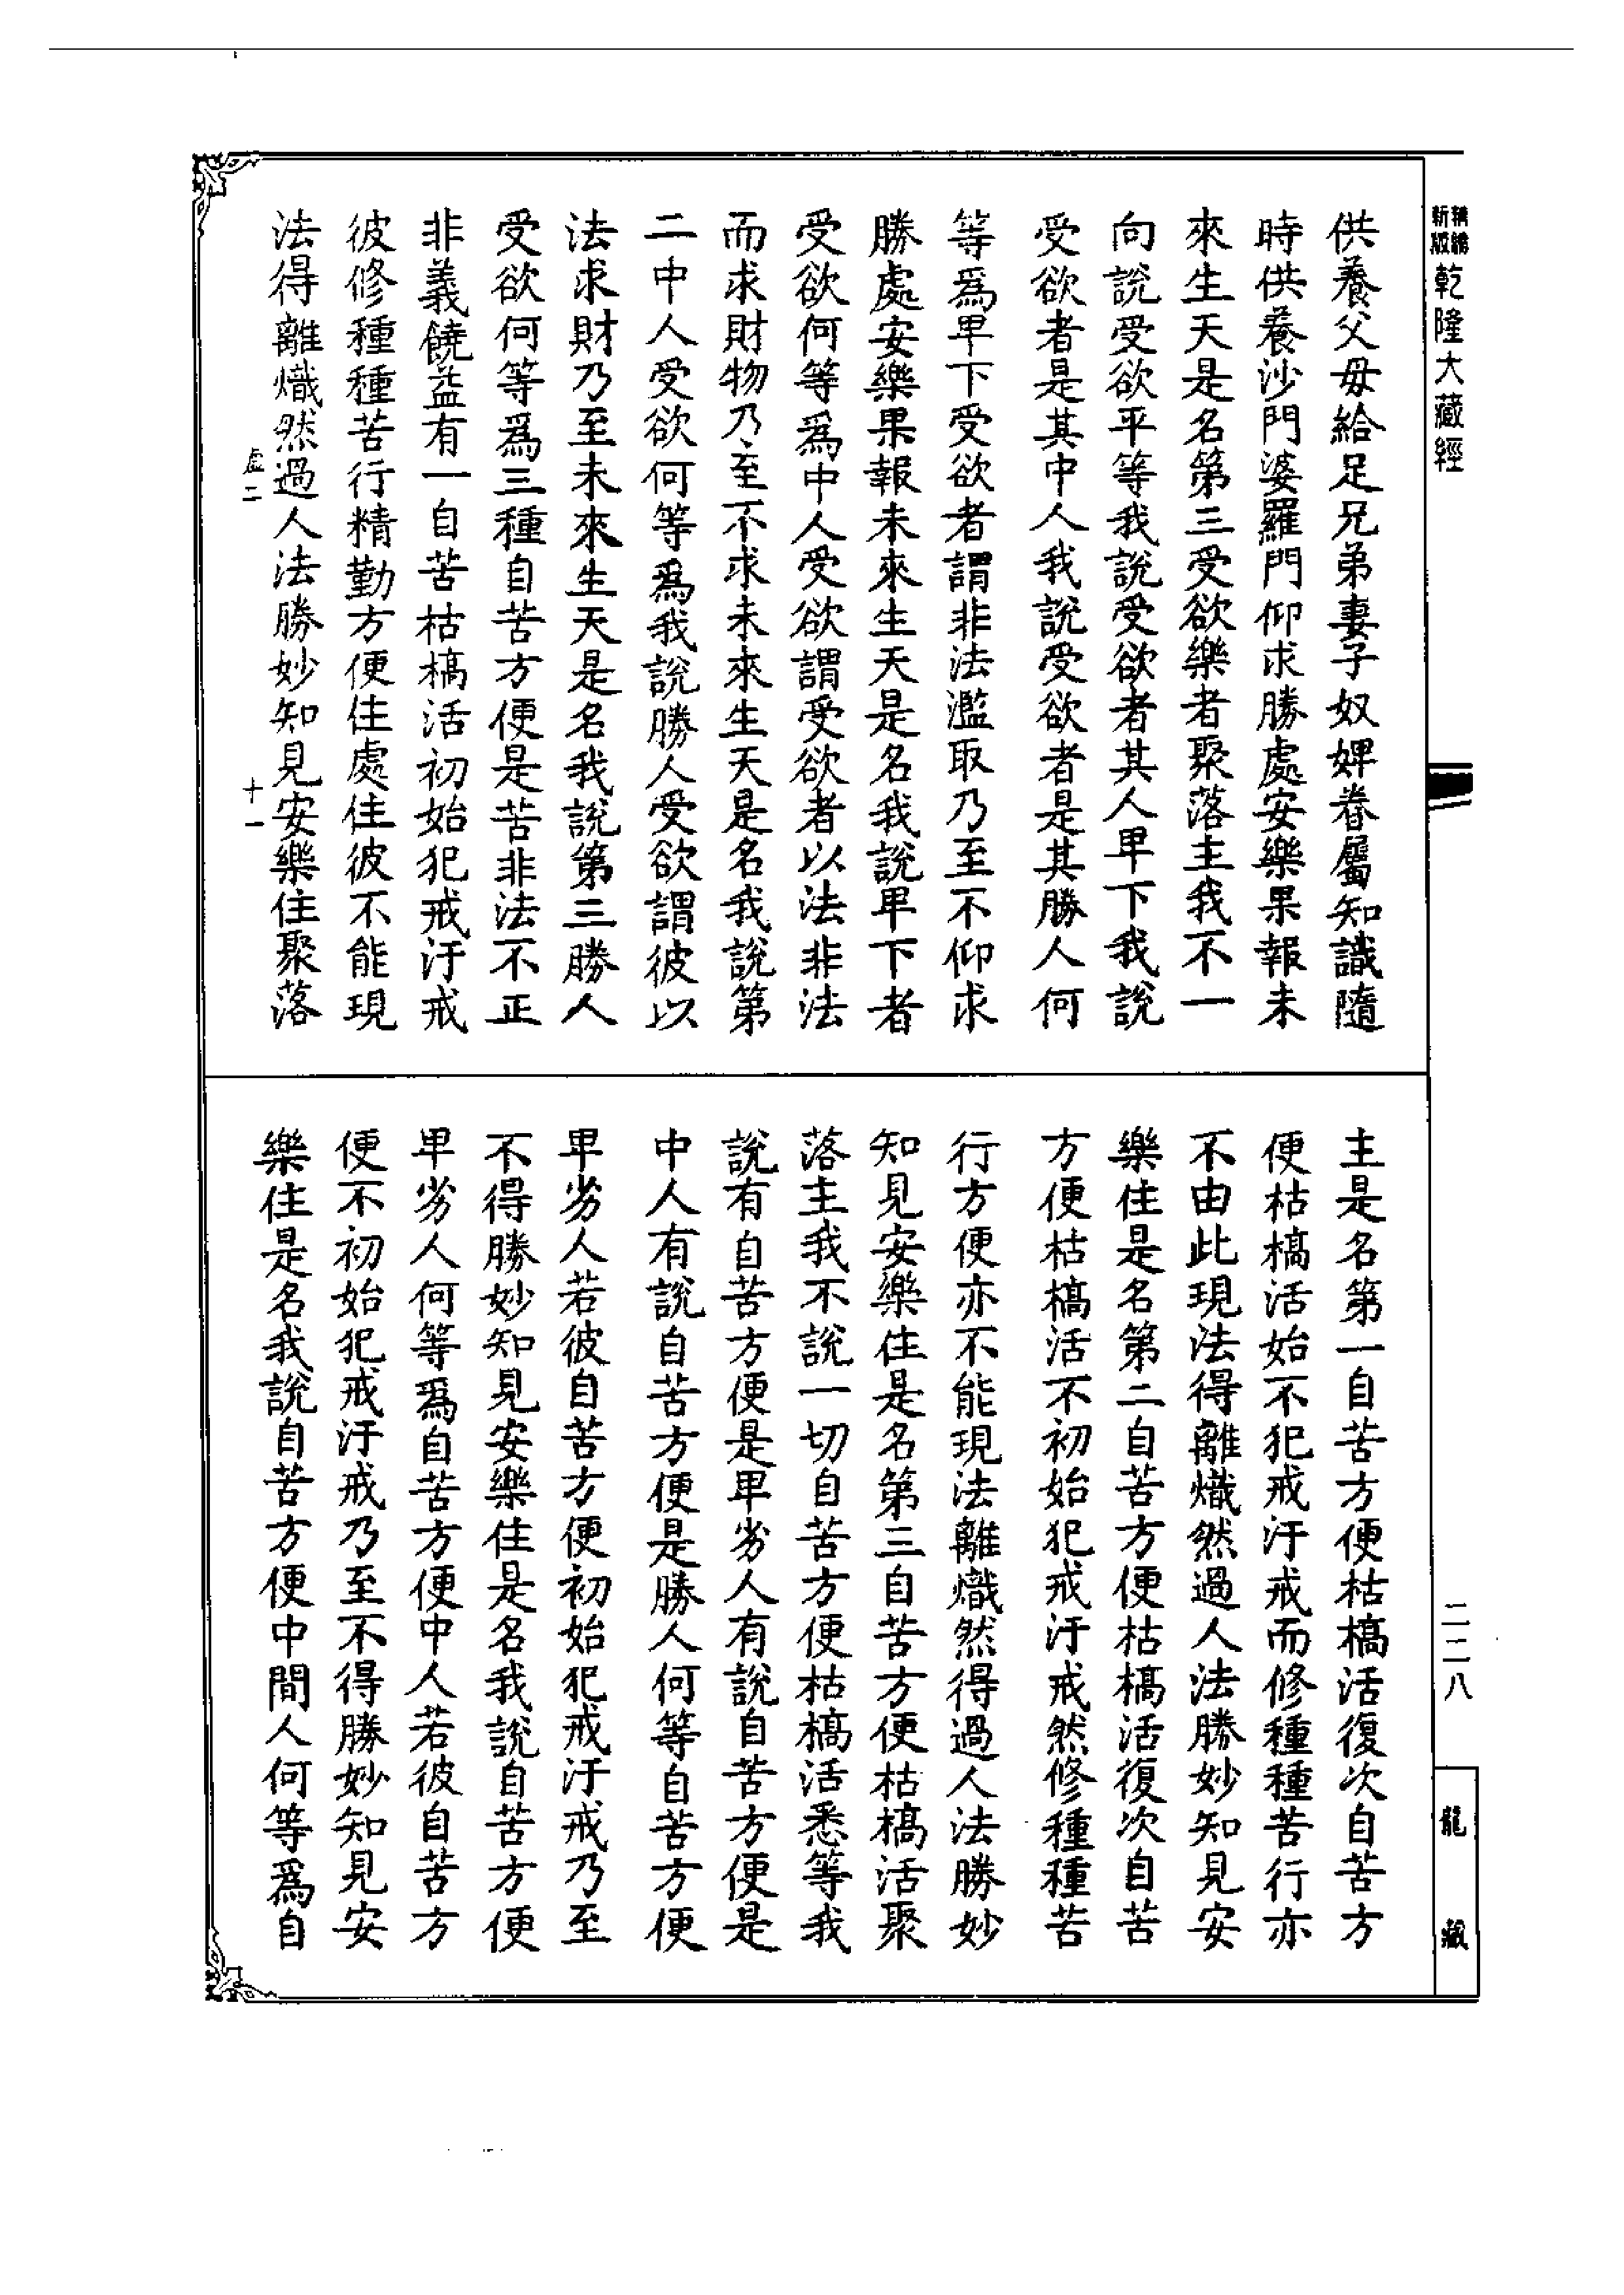 新編
新版
乾隆大藏經
供養父母給足兄弟妻子奴婢眷屬知識隨
時供養沙門婆羅門仰求勝處安樂果報未
來生天是名第三受欲樂者聚落主我不一
向說受欲平等我說受欲者其人卑下我說
受欲者是其中人我說受欲者是其勝人何
等爲卑下受欲者謂非法濫取乃至不仰求
勝處安樂果報未來生天是名我說卑下者
受欲何等爲中人受欲謂受欲者以法非法
而求財物乃至不求未來生天是名我說第
二中人受欲何等爲我說勝人受欲謂彼以
法求財乃至未來生天是名我說第三勝人
受欲何等爲三種自苦方便是苦非法不正
非義饒益有一自苦枯槁活初始犯戒汙戒
彼修種種苦行精勤方便住處住彼不能現
法得離熾然過人法勝妙知見安樂住聚落
虛二
十一
主是名第一自苦方便枯槁活復次自苦方
便枯槁活始不犯戒汙戒而修種種苦行亦
不由此現法得離熾然過人法勝妙知見安
樂住是名第二自苦方便枯槁活復次自苦
方便枯槁活不初始犯戒汙戒然修種種苦
行方便亦不能現法離熾然得過人法勝妙
知見安樂住是名第三自苦方便枯槁活聚
落主我不說一切自苦方便枯槁活悉等我
說有自苦方便是卑劣人有說自苦方便是
中人有說自苦方便是勝人何等自苦方便
卑劣人若彼自苦方便初始犯戒汙戒乃至
不得勝妙知見安樂住是名我說自苦方便
卑劣人何等爲自苦方便中人若彼自苦方
便不初始犯戒汙戒乃至不得勝妙知見安
樂住是名我說自苦方便中間人何等爲自
二二八
龍藏